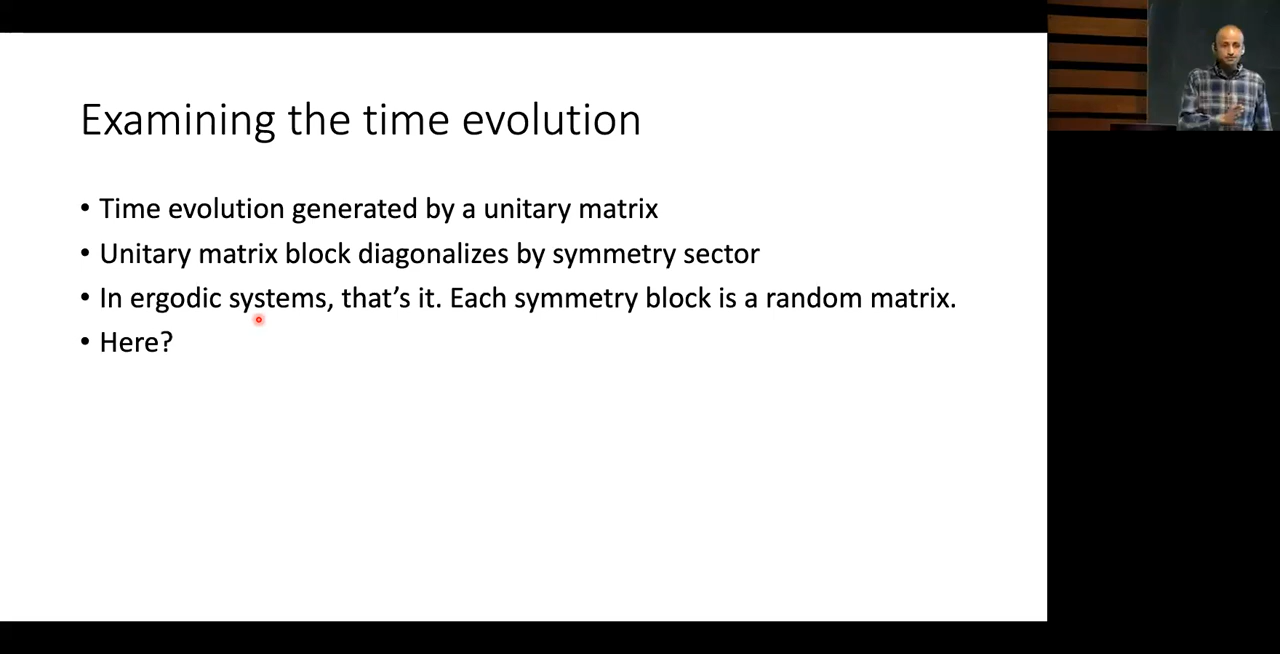 Examining the time evolution
• Time evolution generated by a unitary matrix
• Unitary matrix block diagonalizes by symmetry sector
• In ergodic systems, that’s it. Each symmetry block is a random matrix.
• Here?